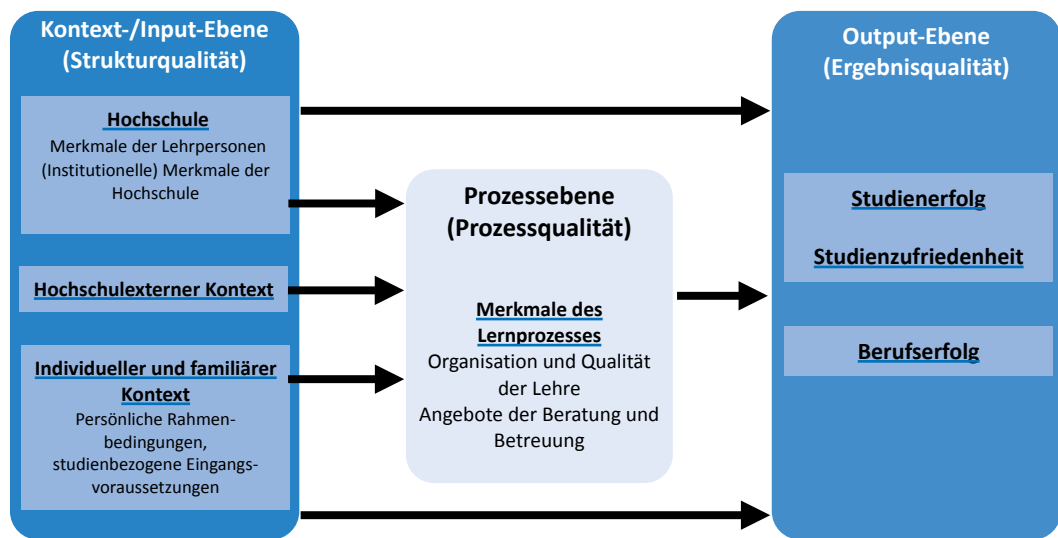 Kontext-/Input-Ebene
(Strukturqualität)
Hochschule
Merkmale der Lehrpersonen
(Institutionelle) Merkmale der
Hochschule
Hochschulexterner Kontext
Individueller und familiärer
Kontext
Persönliche Rahmen-
bedingungen,
studienbezogene Eingangs-
voraussetzungen
Prozessebene
(Prozessqualität)
Merkmale des
Lernprozesses
Organisation und Qualität
der Lehre
Angebote der Beratung und
Betreuung
Output-Ebene
(Ergebnisqualität)
Studienerfolg
Studienzufriedenheit
Berufserfolg